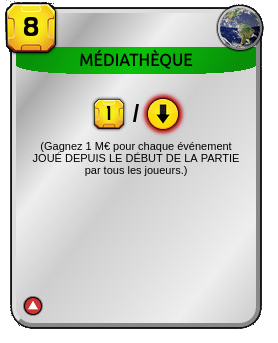 8
MÉDIATHÈQUE
1 /
(Gagnez 1 M€ pour chaque événement
JOUÉ DEPUIS LE DÉBUT DE LA PARTIE
par tous les joueurs.)